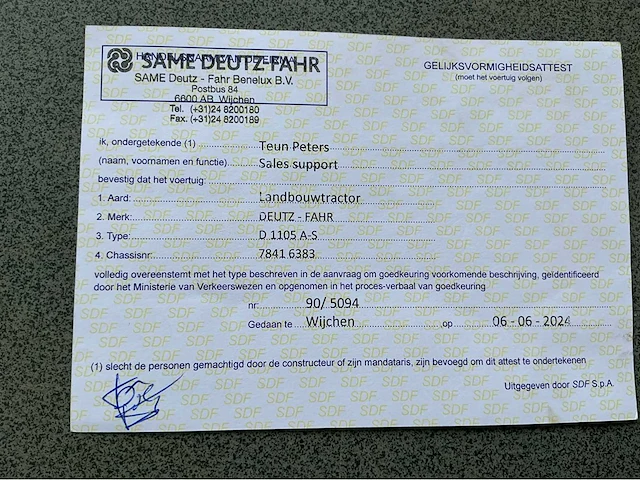 SAME DEUTZ-FAHR
SAME Deutz - Fahr Benelux B.V.
Postbus 84
6600 AB Wijchen
Tel. (+31)24 8200180
Fax. (+31)24 8200189
GELIJKSVORMIGHEIDSATTEST
(moet het voertuig volgen)
ik, ondergetekende (1) Teun Peters
(naam, voornamen en functie) Sales support
bevestig dat het voertuig:
1. Aard: Landbouwtractor
2. Merk: DEUTZ - FAHR
3. Type: D 1105 A-S
4. Chassisnr: 7841 6383
volledig overeenstemt met het type beschreven in de aanvraag om goedkeuring voorkomende beschrijving, geïdentificeerd
door het Ministerie van Verkeerswezen en opgenomen in het proces-verbaal van goedkeuring
nr: 90/ 5094
Gedaan te Wijchen op 06 - 06 - 2024
(1) slecht de personen gemachtigd door de constructeur of zijn mandataris, zijn bevoegd om dit attest te ondertekenen
Uitgegeven door SDF S.p.A.